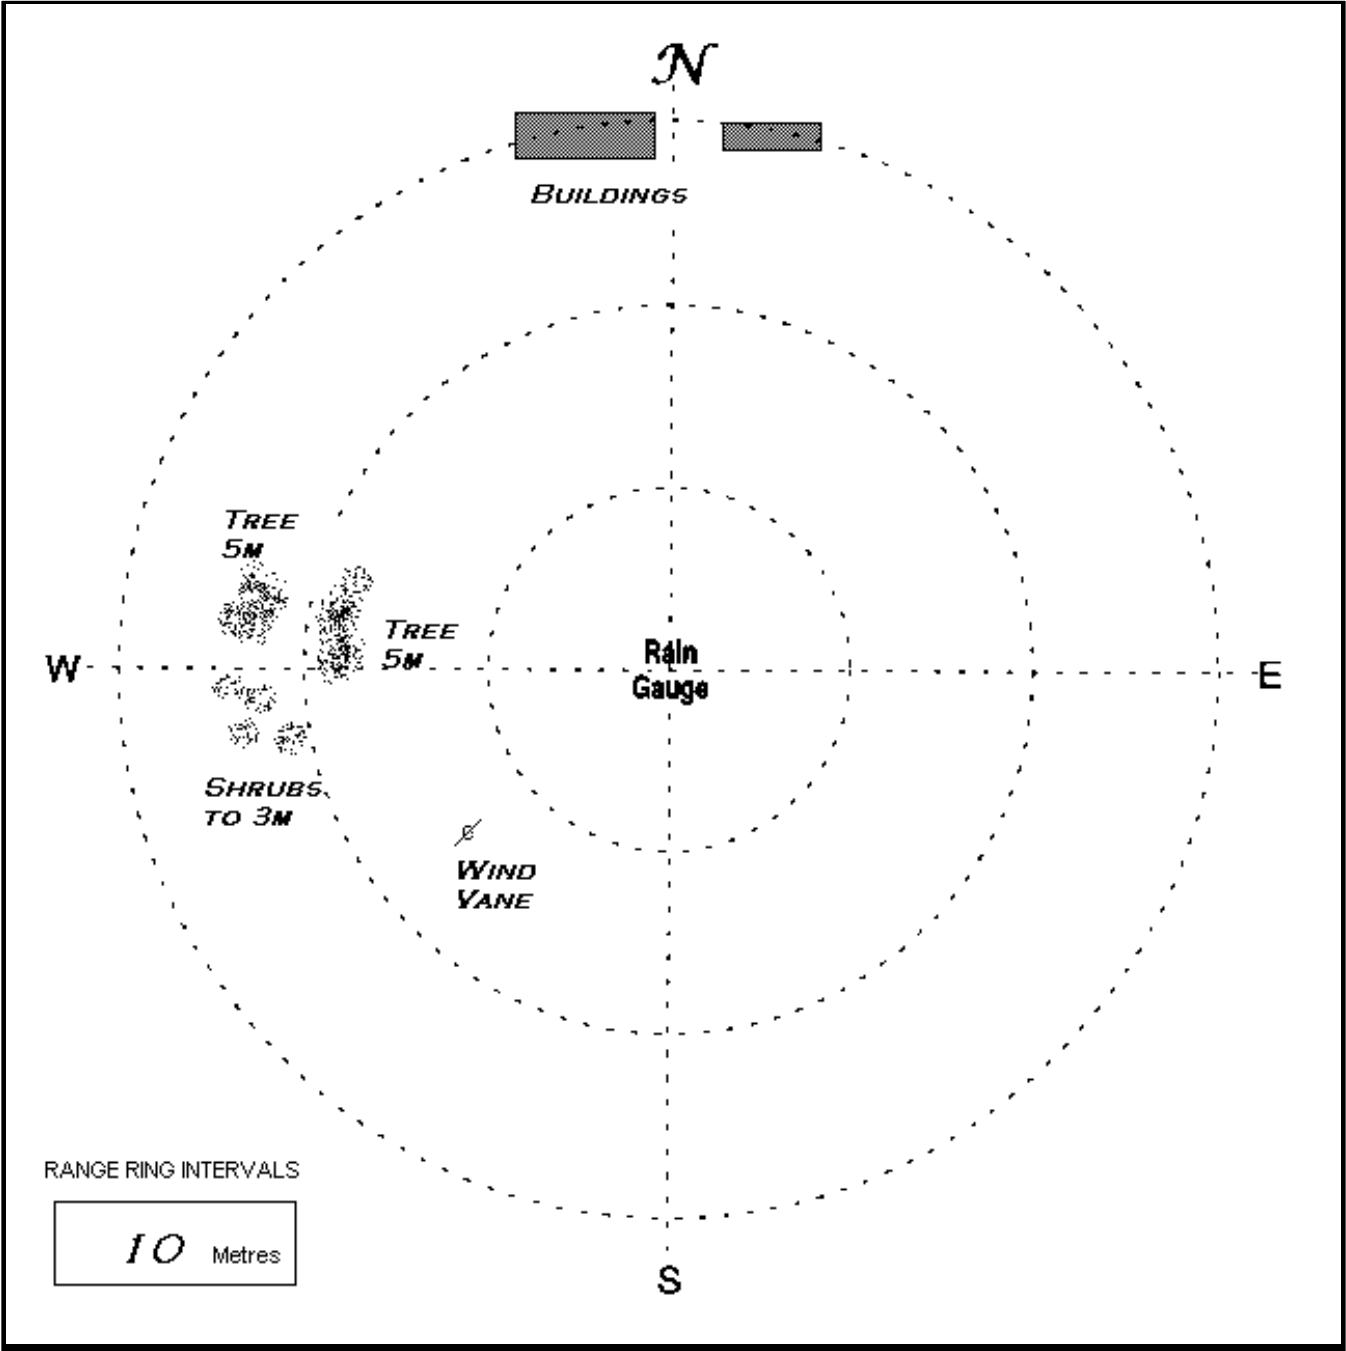 N
BUILDINGS
TREE
5M
TREE
5M
W
Rain
Gauge
E
SHRUBS
TO 3M
WIND
VANE
RANGE RING INTERVALS
10 Metres
S